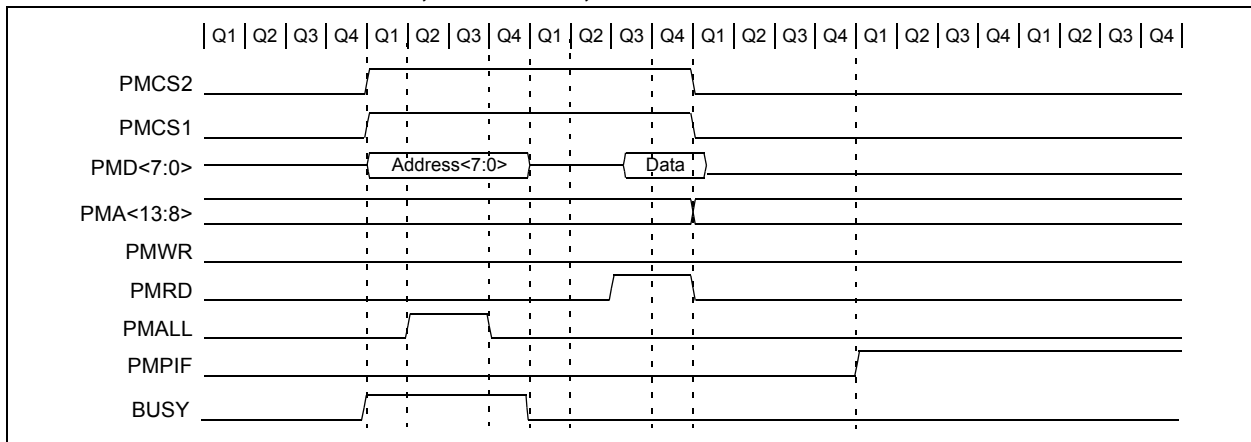 Q1 Q2 Q3 Q4 Q1 Q2 Q3 Q4 Q1 Q2 Q3 Q4 Q1 Q2 Q3 Q4 Q1 Q2 Q3 Q4 Q1 Q2 Q3 Q4
PMCS2
PMCS1
PMD<7:0> Address<7:0> Data
PMA<13:8>
PMWR
PMRD
PMALL
PMPIF
BUSY